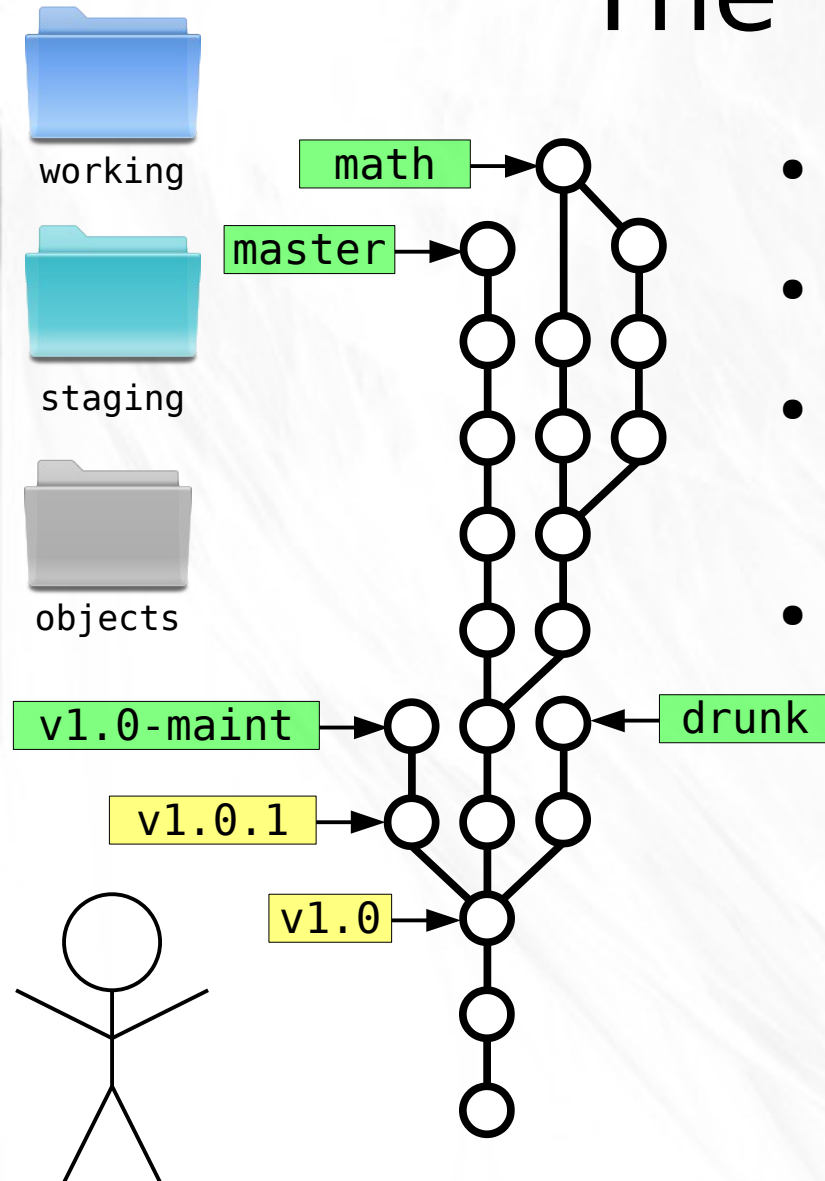 working
math
master
staging
objects
v1.0-maint
drunk
v1.0.1
v1.0